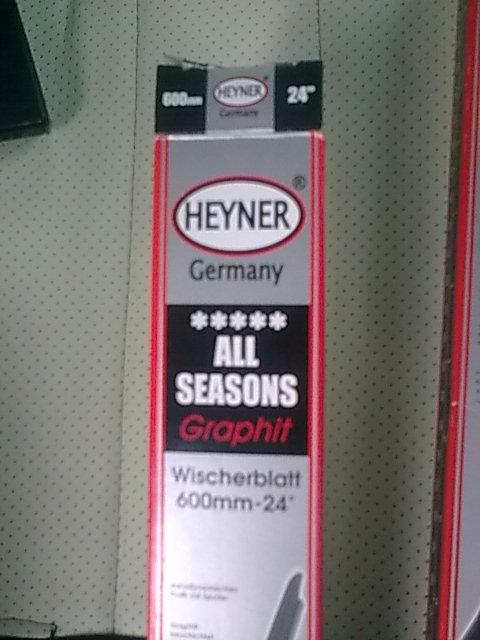 600mm
HEYNER
Germany
24"
HEYNER®
Germany
*****
ALL
SEASONS
Graphit
Wischerblatt
600mm-24"